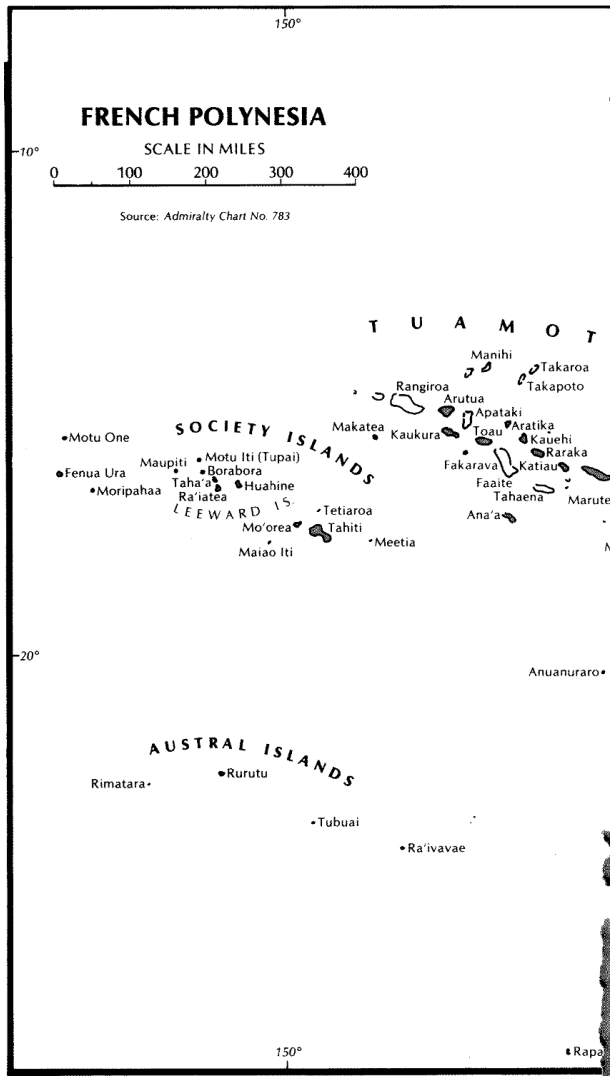 150°
FRENCH POLYNESIA
SCALE IN MILES
10°
0 100 200 300 400
Source: Admiralty Chart No. 783
T U A M O T
Manihi
Takaroa
Rangiroa
Takapoto
Arutua
Apataki
SOCIETY ISLANDS
Makatea
Aratika
Motu One
Kaukura
Toau
Kauehi
Motu Iti (Tupai)
Raraka
Maupiti
Borabora
Fakarava
Katiau
Fenua Ura
Taha'a
Huahine
Faaite
Moripahaa
Ra'iatea
Tahaena
Marute
LEEWARD IS.
Tetiaroa
Ana'a
Mo'orea
Tahiti
Meetia
M
Maiao Iti
20°
Anuanuraro
AUSTRAL ISLANDS
Rurutu
Rimatara
Tubuai
Ra'ivavae
150°
Rapa